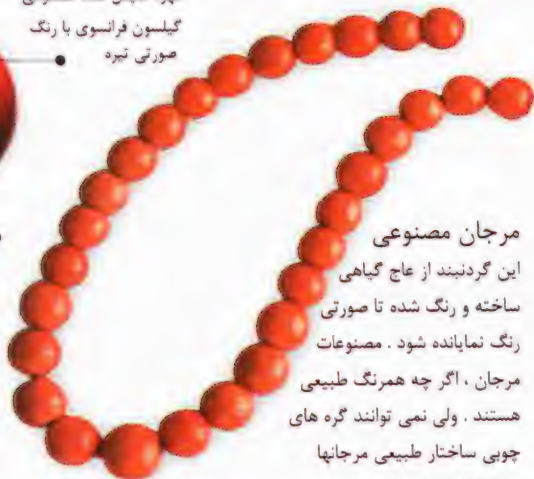 گیلسون فرانسوی با رنگ
صورتی تیره
مرجان مصنوعی
این گردنبند از عاج گیاهی
ساخته و رنگ شده تا صورتی
رنگ نمایانده شود . مصنوعات
مرجان ، اگر چه همرنگ طبیعی
هستند . ولی نمی توانند گره های
چوبی ساختار طبیعی مرجانها